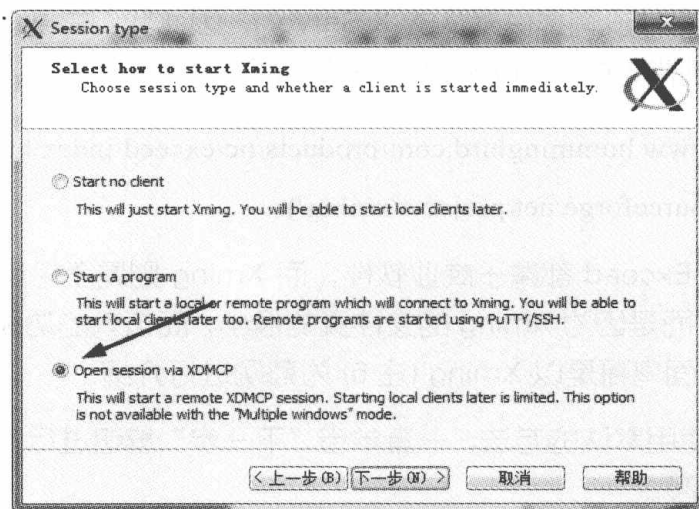 Session type
Select how to start Xming
Choose session type and whether a client is started immediately.
Start no client
This will just start Xming. You will be able to start local clients later.
Start a program
This will start a local or remote program which will connect to Xming. You will be able to
start local clients later too. Remote programs are started using PuTTY/SSH.
Open session via XDMCP
This will start a remote XDMCP session. Starting local clients later is limited. This option
is not available with the "Multiple windows" mode.
< 上一步(B) 下一步(N) > 取消 帮助